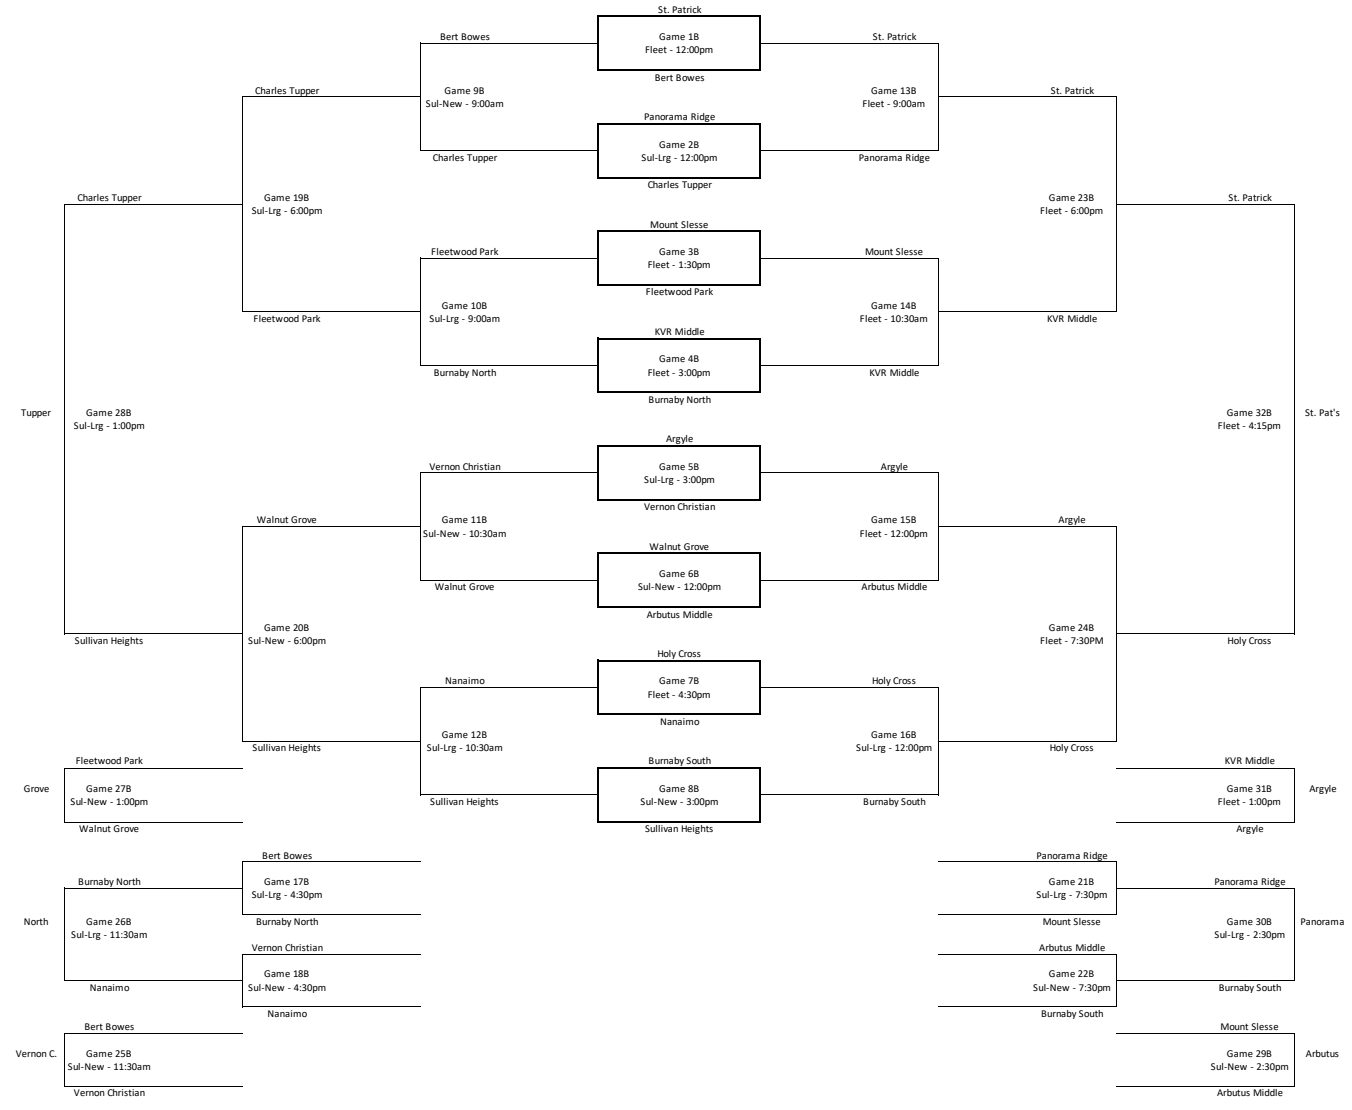 St. Patrick
Bert Bowes
Game 1B
St. Patrick
Fleet - 12:00pm
Bert Bowes
Charles Tupper
Game 9B
Game 13B
St. Patrick
Sul-New - 9:00am
Fleet - 9:00am
Panorama Ridge
Game 2B
Charles Tupper
Sul-Lrg - 12:00pm
Panorama Ridge
Charles Tupper
Charles Tupper
Game 19B
Game 23B
St. Patrick
Sul-Lrg - 6:00pm
Fleet - 6:00pm
Mount Slesse
Fleetwood Park
Game 3B
Mount Slesse
Fleet - 1:30pm
Fleetwood Park
Game 10B
Game 14B
Fleetwood Park
Sul-Lrg - 9:00am
Fleet - 10:30am
KVR Middle
KVR Middle
Game 4B
Burnaby North
Fleet - 3:00pm
KVR Middle
Burnaby North
Tupper
Game 28B
Game 32B
St. Pat's
Sul-Lrg - 1:00pm
Fleet - 4:15pm
Argyle
Vernon Christian
Game 5B
Argyle
Sul-Lrg - 3:00pm
Vernon Christian
Walnut Grove
Game 11B
Game 15B
Argyle
Sul-New - 10:30am
Fleet - 12:00pm
Walnut Grove
Game 6B
Walnut Grove
Sul-New - 12:00pm
Arbutus Middle
Arbutus Middle
Game 20B
Game 24B
Sullivan Heights
Sul-New - 6:00pm
Fleet - 7:30PM
Holy Cross
Holy Cross
Nanaimo
Game 7B
Holy Cross
Fleet - 4:30pm
Nanaimo
Game 12B
Game 16B
Sullivan Heights
Sul-Lrg - 10:30am
Sul-Lrg - 12:00pm
Holy Cross
Fleetwood Park
Burnaby South
KVR Middle
Grove
Game 27B
Game 8B
Game 31B
Argyle
Sul-New - 1:00pm
Sullivan Heights
Sul-New - 3:00pm
Burnaby South
Fleet - 1:00pm
Walnut Grove
Sullivan Heights
Argyle
Bert Bowes
Panorama Ridge
Burnaby North
Game 17B
Game 21B
Panorama Ridge
Sul-Lrg - 4:30pm
Sul-Lrg - 7:30pm
North
Game 26B
Burnaby North
Mount Slesse
Game 30B
Panorama
Sul-Lrg - 11:30am
Sul-Lrg - 2:30pm
Vernon Christian
Arbutus Middle
Game 18B
Game 22B
Nanaimo
Sul-New - 4:30pm
Sul-New - 7:30pm
Burnaby South
Nanaimo
Burnaby South
Bert Bowes
Mount Slesse
Vernon C.
Game 25B
Game 29B
Arbutus
Sul-New - 11:30am
Sul-New - 2:30pm
Vernon Christian
Arbutus Middle